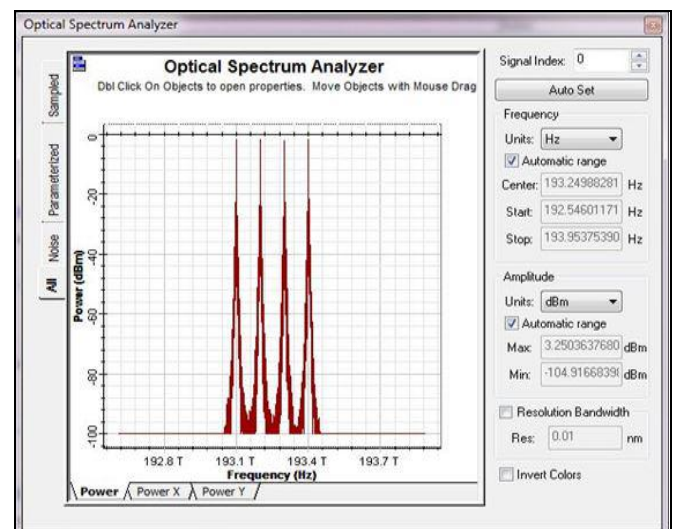 Optical Spectrum Analyzer
Optical Spectrum Analyzer
Dbl Click On Objects to open properties. Move Objects with Mouse Drag
Sampled
Parameterized
Noise
All
Power (dBm)
0
-20
-40
-60
-80
-100
192.8 T
193.1 T
193.4 T
193.7 T
Frequency (Hz)
Power
Power X
Power Y
Signal Index: 0
Auto Set
Frequency
Units: Hz
Automatic range
Center: 193.24988281 Hz
Start: 192.54601171 Hz
Stop: 193.95375390 Hz
Amplitude
Units: dBm
Automatic range
Max: 3.2503637680 dBm
Min: -104.9166839 dBm
Resolution Bandwidth
Res: 0.01 nm
Invert Colors